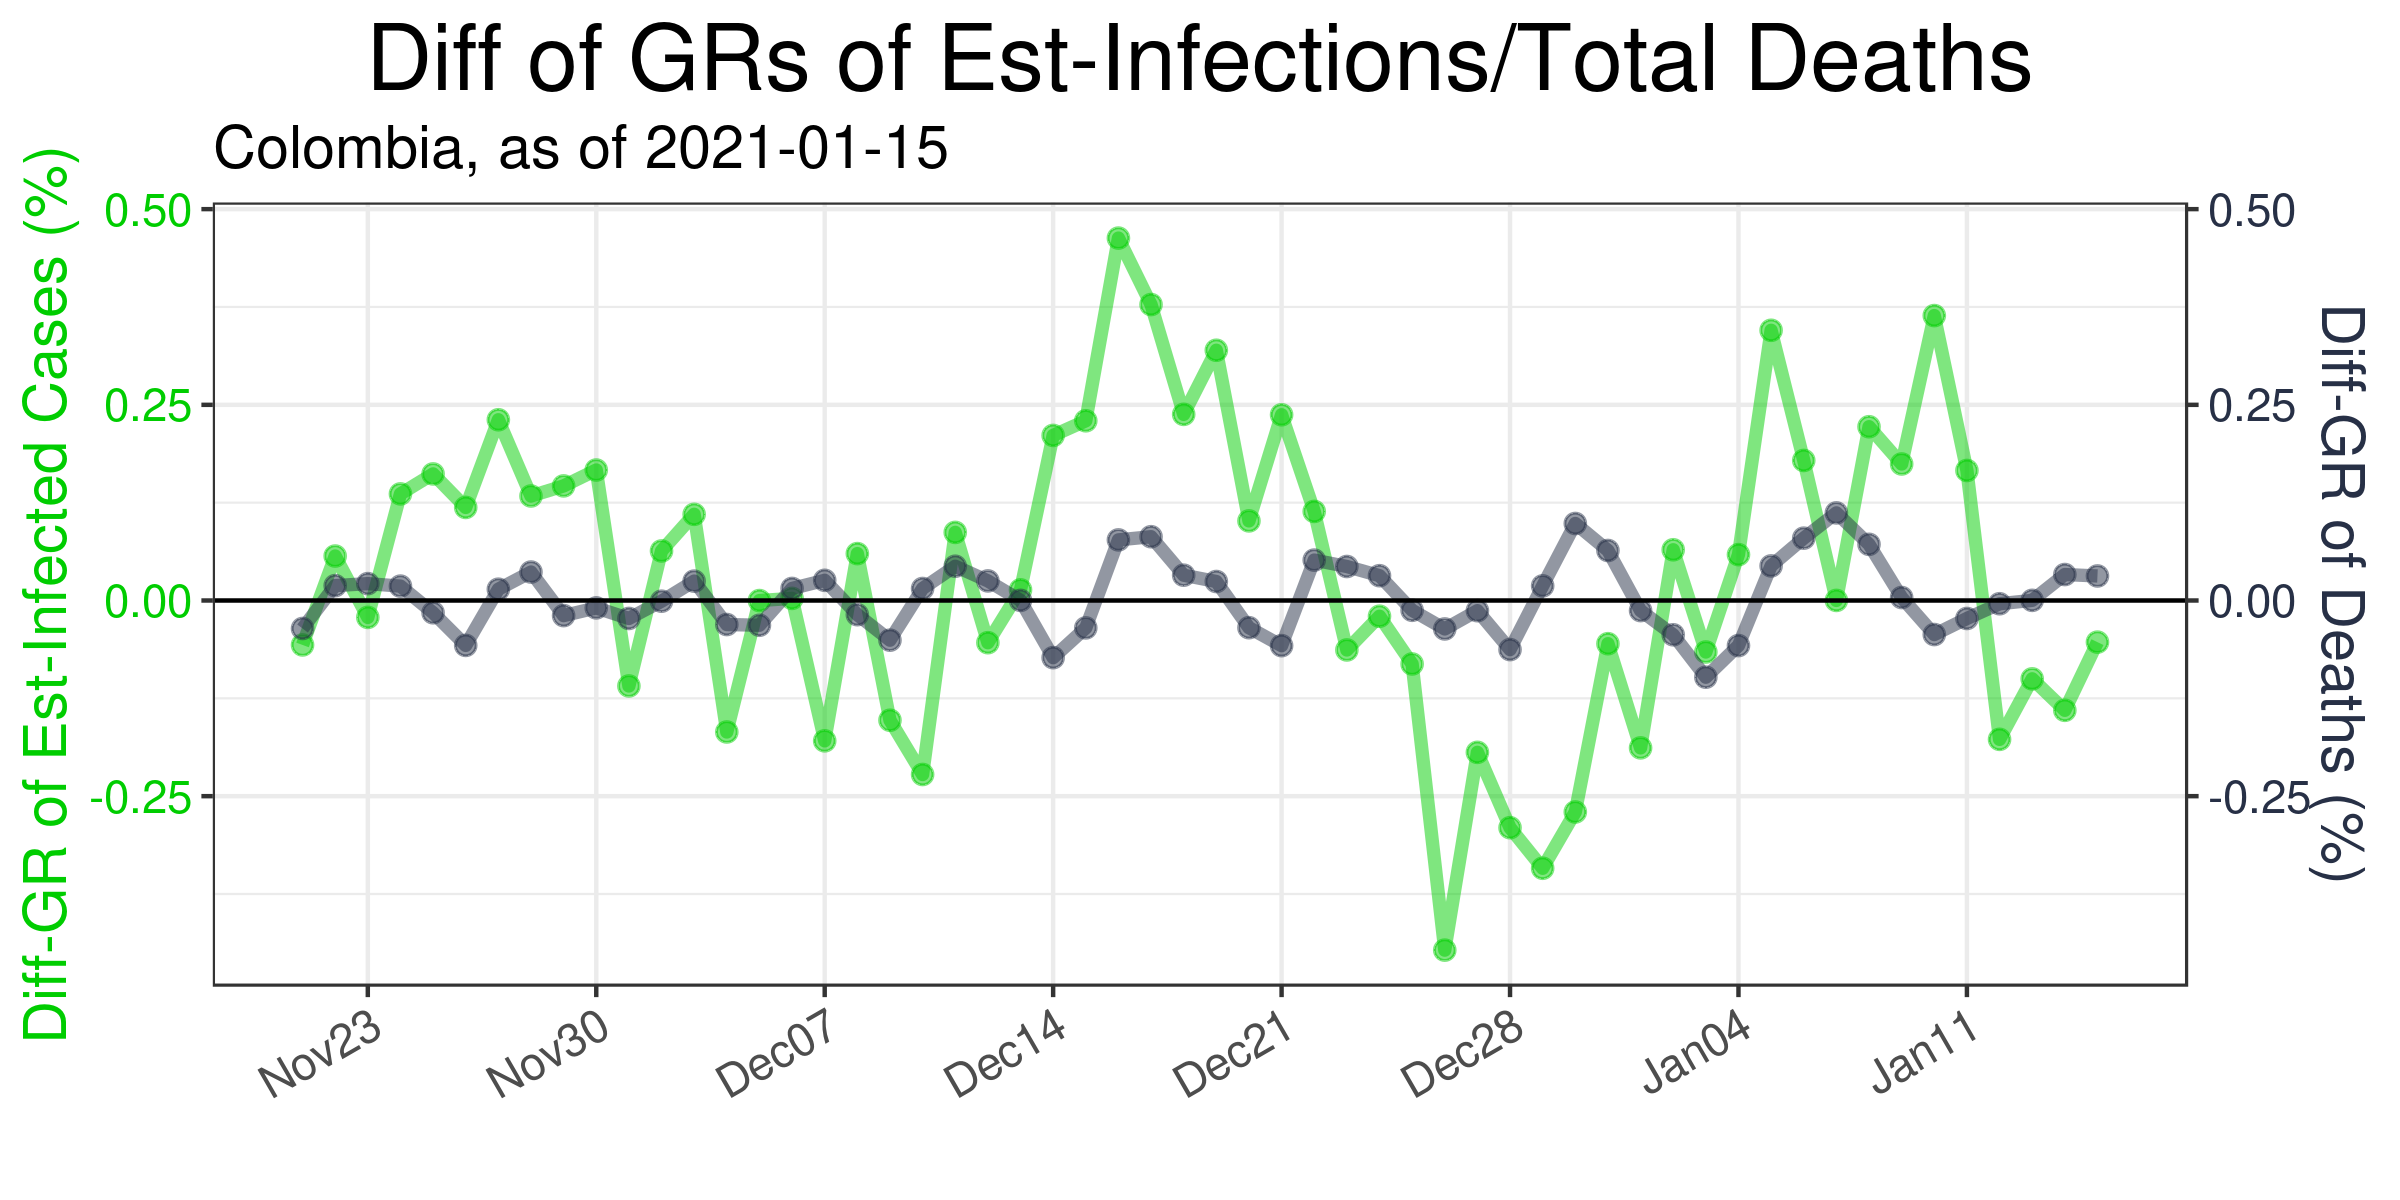 Diff of GRs of Est-Infections/Total Deaths
Colombia, as of 2021-01-15
Diff-GR of Est-Infected Cases (%)
0.50
0.25
0.00
-0.25
0.50
0.25
0.00
-0.25
Diff-GR of Deaths (%)
Nov23
Nov30
Dec07
Dec14
Dec21
Dec28
Jan04
Jan11